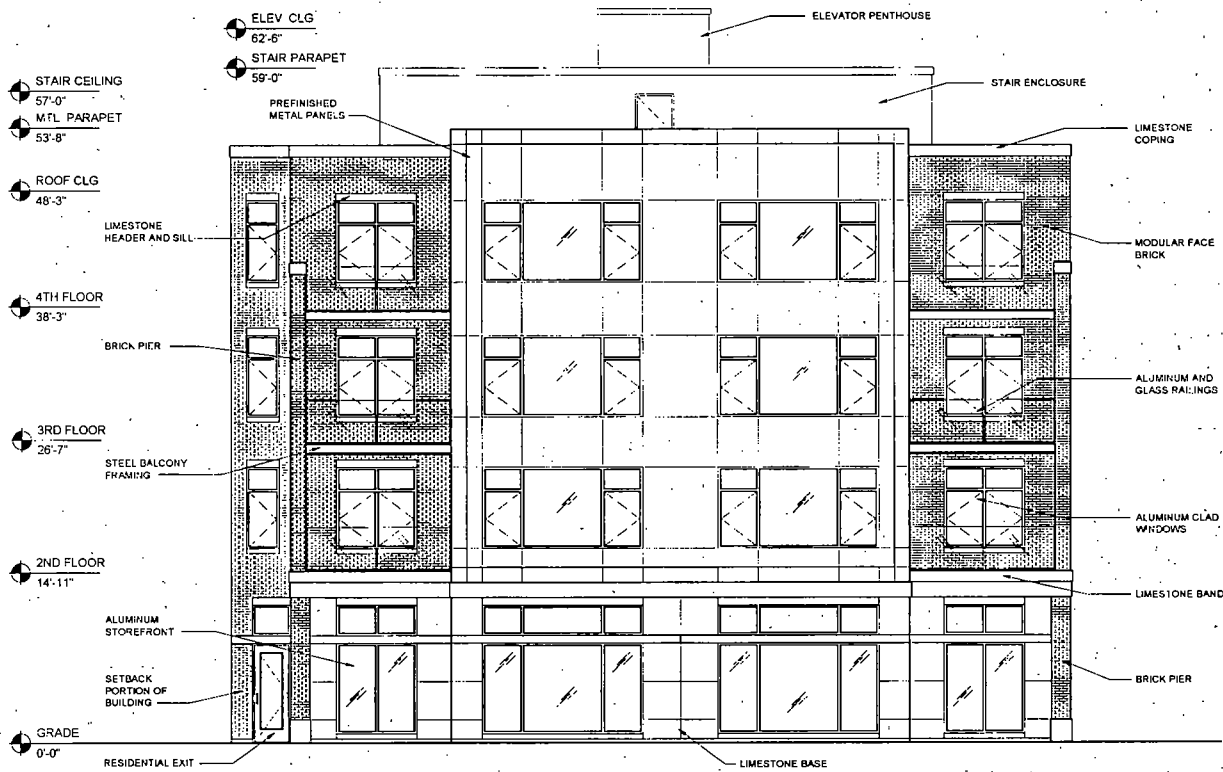 ELEV CLG
62'-6"
STAIR PARAPET
59'-0"
STAIR CEILING
57'-0"
MTL PARAPET
53'-8"
ROOF CLG
48'-3"
4TH FLOOR
38'-3"
3RD FLOOR
26'-7"
2ND FLOOR
14'-11"
GRADE
0'-0"
PREFINISHED
METAL PANELS
LIMESTONE
HEADER AND SILL
BRICK PIER
STEEL BALCONY
FRAMING
ALUMINUM
STOREFRONT
SETBACK
PORTION OF
BUILDING
RESIDENTIAL EXIT
ELEVATOR PENTHOUSE
STAIR ENCLOSURE
LIMESTONE
COPING
MODULAR FACE
BRICK
ALUMINUM AND
GLASS RAILINGS
ALUMINUM CLAD
WINDOWS
LIMESTONE BAND
BRICK PIER
LIMESTONE BASE